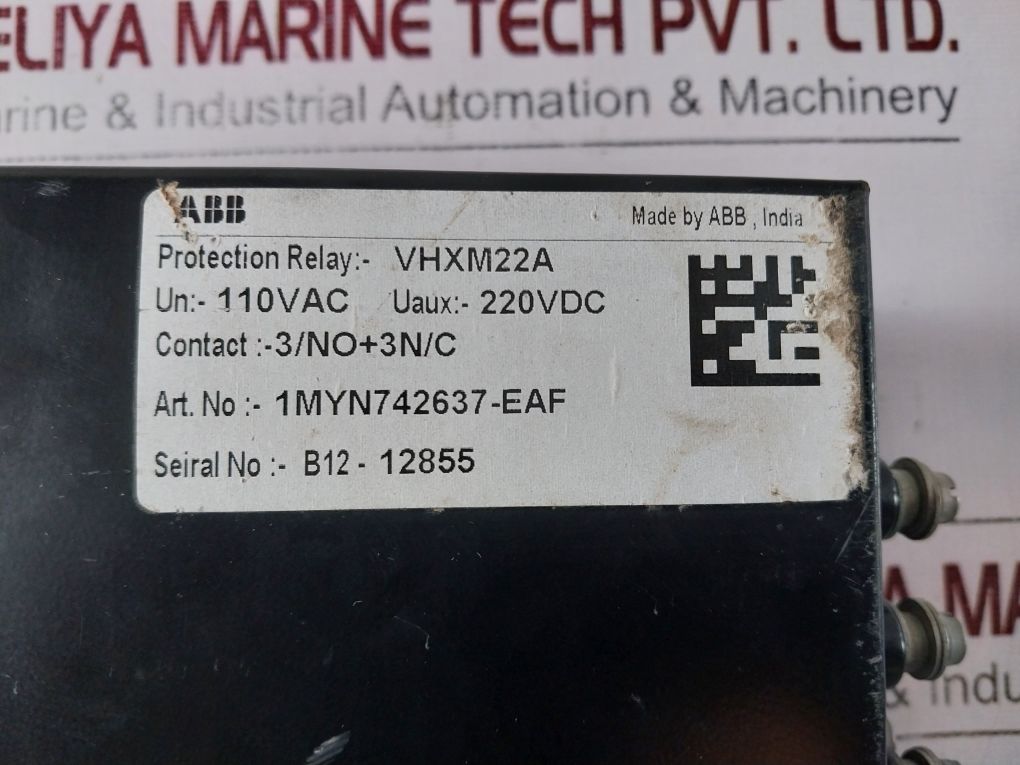 ELIYA MARINE TECH PVT. LTD.
rine & Industrial Automation & Machinery
ABB
Made by ABB , India
Protection Relay:- VHXM22A
Un:- 110VAC Uaux:- 220VDC
Contact :-3/NO+3N/C
Art. No :- 1MYN742637-EAF
Seiral No :- B12 - 12855
A MA
& Indu